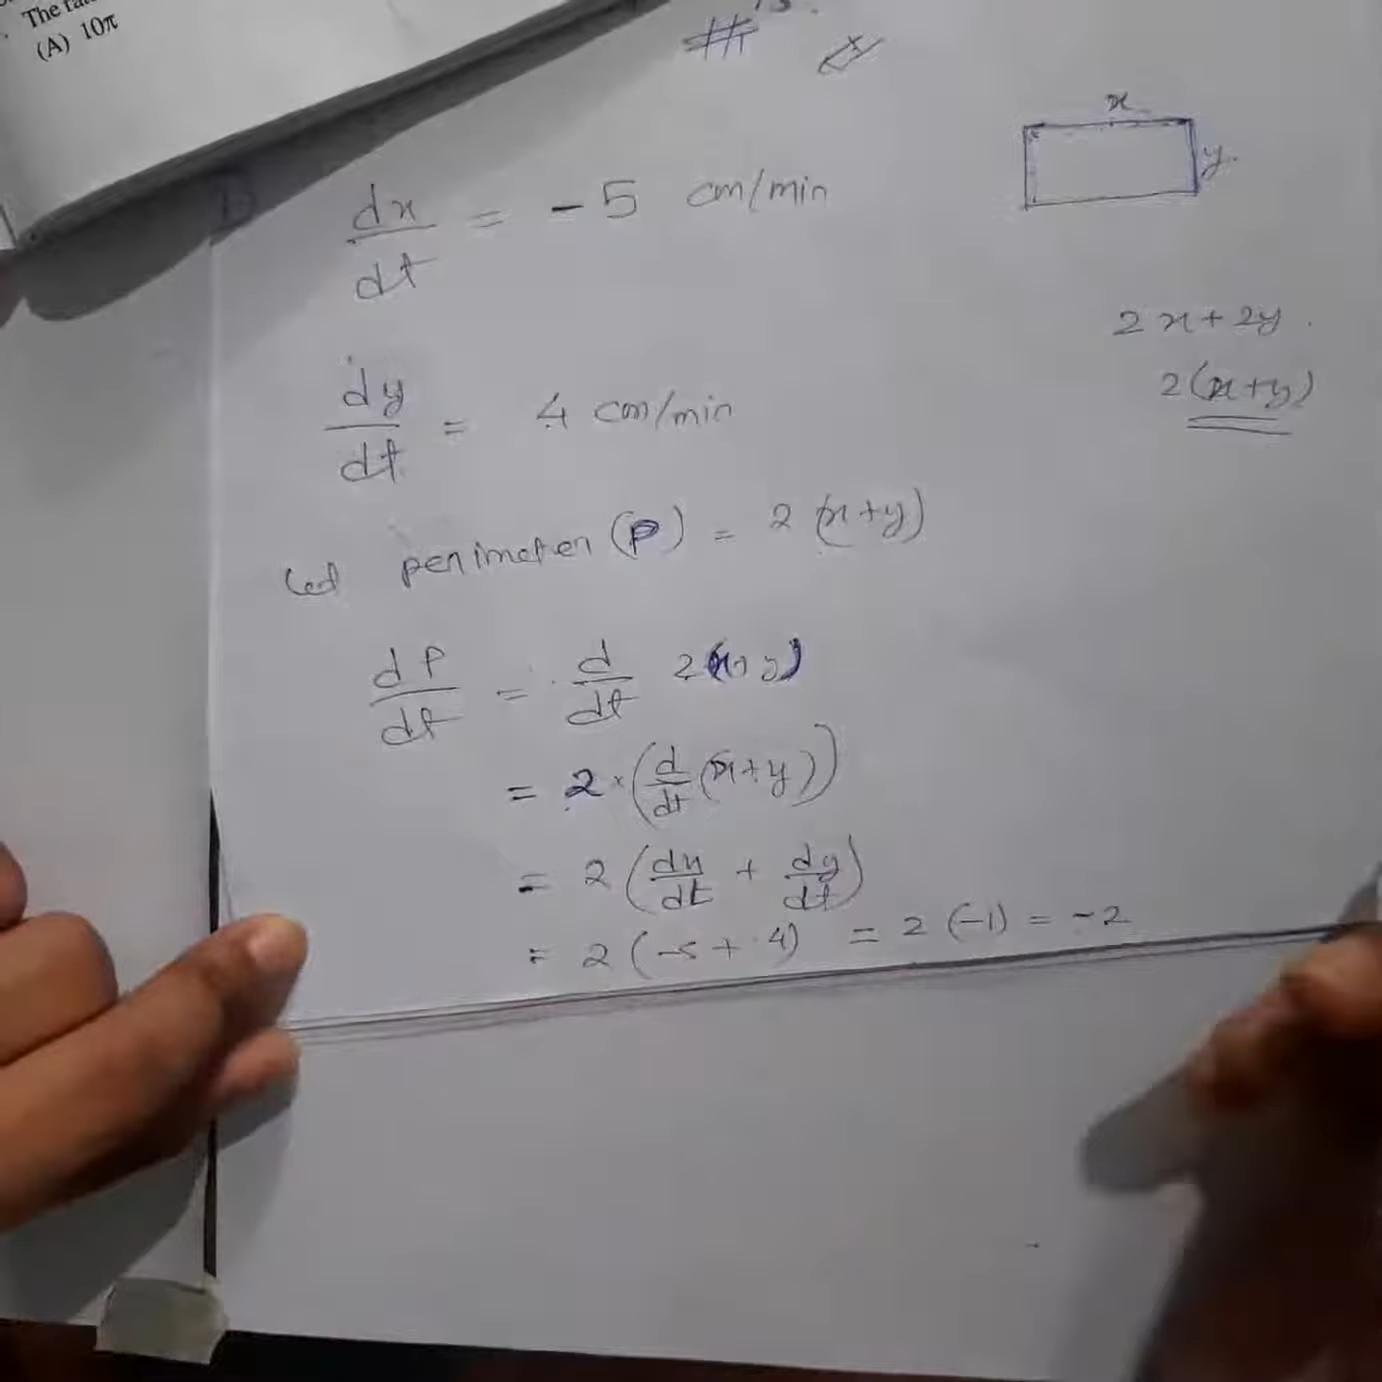 The
(A) 10π
x
y
dx/dt = -5 cm/min
2x + 2y
2(x+y)
dy/dt = 4 cm/min
Let perimeter (P) = 2 (x+y)
dP/dt = d/dt 2(x+y)
= 2 × (d/dt (x+y))
= 2 (dx/dt + dy/dt)
= 2 (-5 + 4) = 2 (-1) = -2